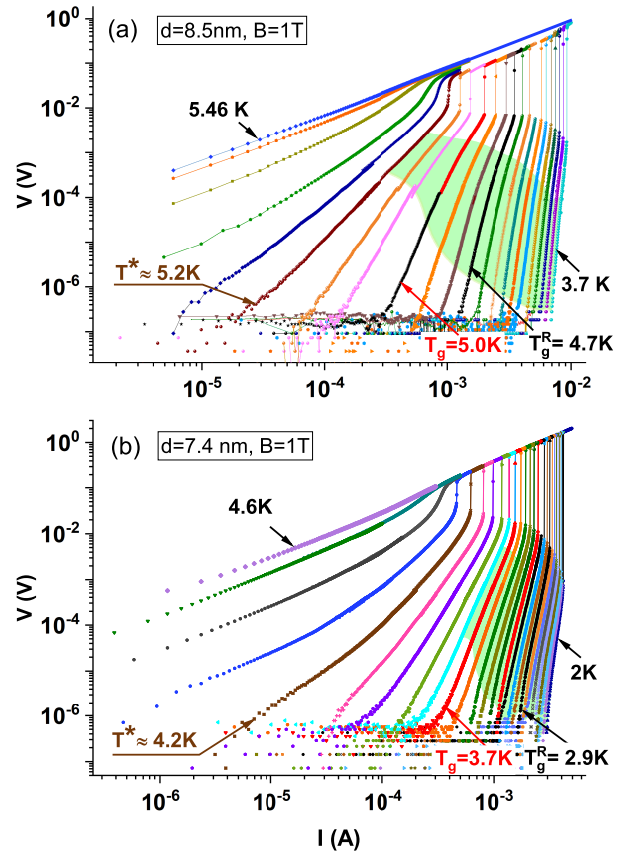 (a) d=8.5nm, B=1T
10^0
10^-2
10^-4
10^-6
V (V)
5.46 K
T* ≈ 5.2K
3.7 K
T_g=5.0K
T_g^R= 4.7K
10^-5 10^-4 10^-3 10^-2
(b) d=7.4 nm, B=1T
10^0
10^-2
10^-4
10^-6
V (V)
4.6K
2K
T* ≈ 4.2K
T_g=3.7K
T_g^R= 2.9K
10^-6 10^-5 10^-4 10^-3
I (A)